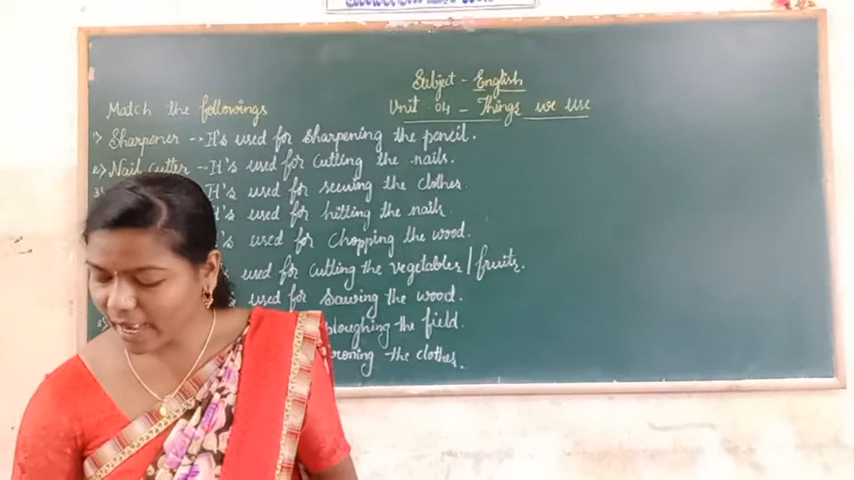 Subject - English
Match the followings
Unit - 04 - Things we use
1) Sharpener - It's used for sharpening the pencil.
2) Nail cutter - It's used for cutting the nails.
3) It's used for sewing the clothes.
It's used for hitting the nails.
It's used for chopping the wood.
used for cutting the vegetables / fruits.
used for sawing the wood.
ploughing the field.
ironing the clothes.